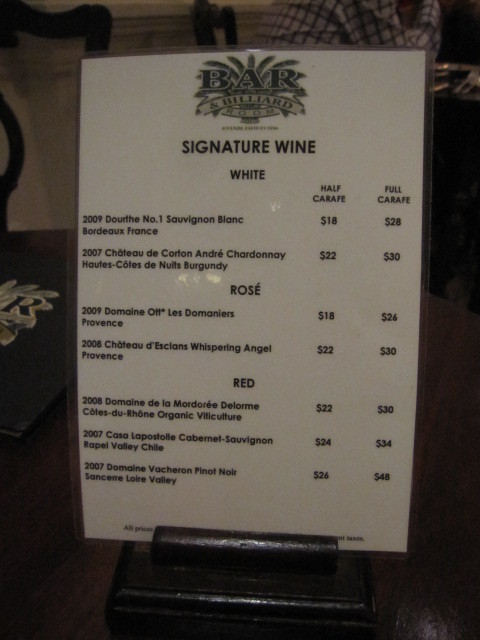 BAR
& BILLIARD
ROOM
SIGNATURE WINE
WHITE
HALF CARAFE
FULL CARAFE
2009 Dourthe No.1 Sauvignon Blanc $18 $28
Bordeaux France
2007 Château de Corton André Chardonnay $22 $30
Hautes-Côtes de Nuits Burgundy
ROSÉ
2009 Domaine Ott* Les Domaniers $18 $26
Provence
2008 Château d'Esclans Whispering Angel $22 $30
Provence
RED
2008 Domaine de la Mordorée Delorme $22 $30
Côtes-du-Rhône Organic Viticulture
2007 Casa Lapostolle Cabernet-Sauvignon $24 $34
Rapel Valley Chile
2007 Domaine Vacheron Pinot Noir $26 $48
Sancerre Loire Valley
All prices taxes.